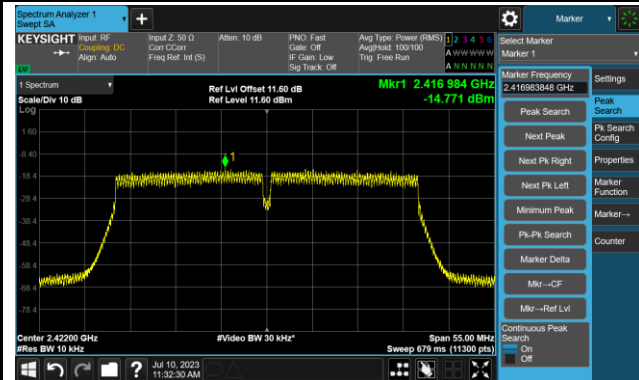 Spectrum Analyzer 1
Swept SA
+
Marker
KEYSIGHT
Input: RF
Coupling: DC
Align: Auto
Input Z: 50 Ω
Corr CCorr
Freq Ref: Int (S)
Atten: 10 dB
PNO: Fast
Gate: Off
IF Gain: Low
Sig Track: Off
Avg Type: Power (RMS)
Avg|Hold: 100/100
Trig: Free Run
1 2 3 4 5 6
A W W W W W
A N N N N N
Select Marker
Marker 1
1 Spectrum
Scale/Div 10 dB
Log
Ref Lvl Offset 11.60 dB
Ref Level 11.60 dBm
Mkr1 2.416 984 GHz
-14.771 dBm
1.60
-8.40
-18.4
-28.4
-38.4
-48.4
-58.4
-68.4
-78.4
1
Center 2.42200 GHz
#Res BW 10 kHz
#Video BW 30 kHz*
Span 55.00 MHz
Sweep 679 ms (11300 pts)
Marker Frequency
2.416983848 GHz
Peak Search
Next Peak
Next Pk Right
Next Pk Left
Minimum Peak
Pk-Pk Search
Marker Delta
Mkr→CF
Mkr→Ref Lvl
Continuous Peak
Search
On
Off
Settings
Peak
Search
Pk Search
Config
Properties
Marker
Function
Marker→
Counter
?
Jul 10, 2023
11:32:30 AM